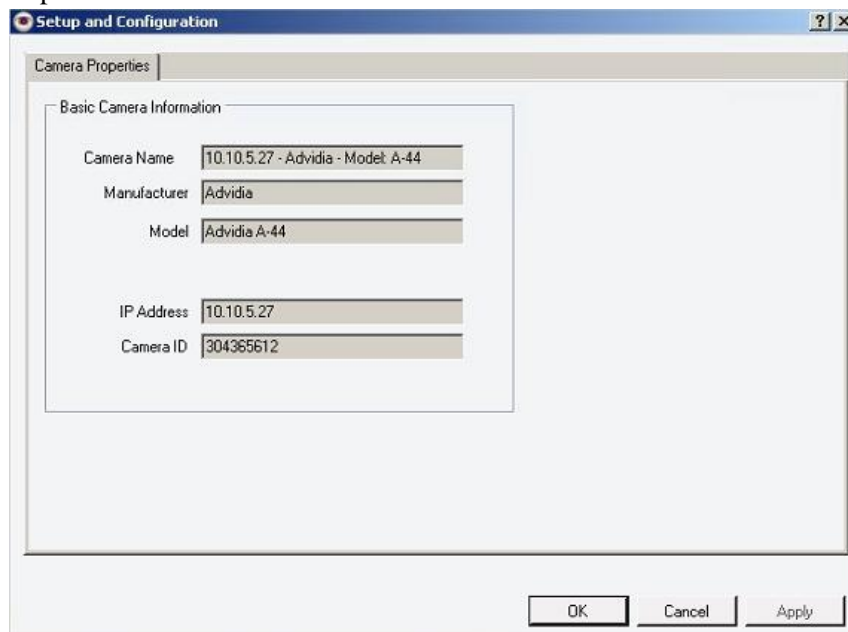 Setup and Configuration
Camera Properties
Basic Camera Information
Camera Name 10.10.5.27 - Advidia - Model: A-44
Manufacturer Advidia
Model Advidia A-44
IP Address 10.10.5.27
Camera ID 304365612
OK Cancel Apply